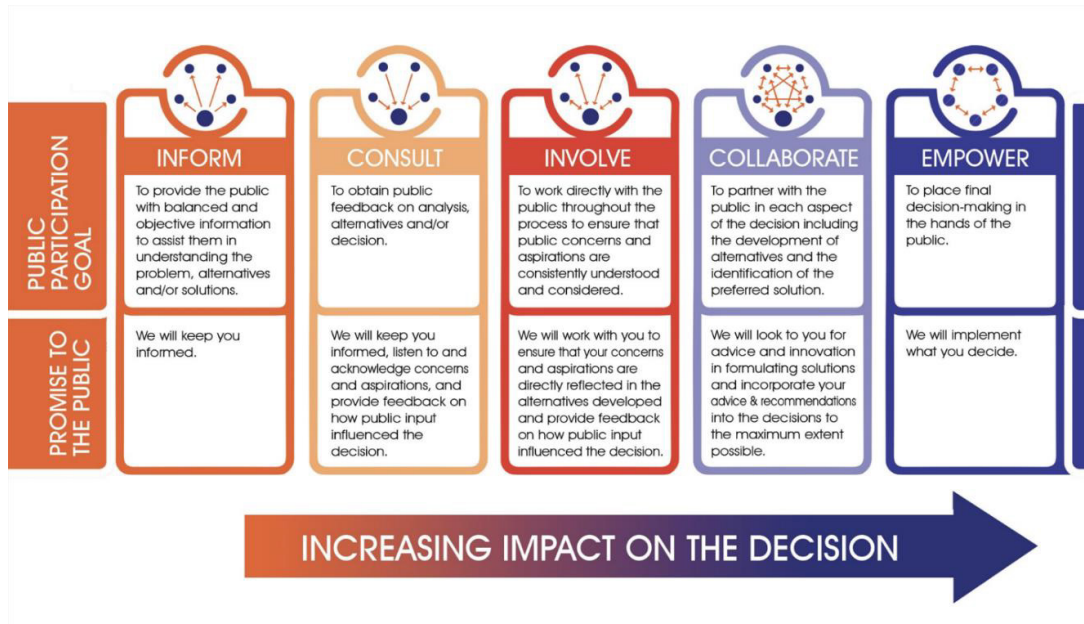 INFORM
CONSULT
INVOLVE
COLLABORATE
EMPOWER
PUBLIC
PARTICIPATION
GOAL
To provide the public
with balanced and
objective information
to assist them in
understanding the
problem, alternatives
and/or solutions.
To obtain public
feedback on analysis,
alternatives and/or
decision.
To work directly with the
public throughout the
process to ensure that
public concerns and
aspirations are
consistently understood
and considered.
To partner with the
public in each aspect
of the decision including
the development of
alternatives and the
identification of the
preferred solution.
To place final
decision-making in
the hands of the
public.
PROMISE TO
THE PUBLIC
We will keep you
informed.
We will keep you
informed, listen to and
acknowledge concerns
and aspirations, and
provide feedback on
how public input
influenced the
decision.
We will work with you to
ensure that your concerns
and aspirations are
directly reflected in the
alternatives developed
and provide feedback
on how public input
influenced the decision.
We will look to you for
advice and innovation
in formulating solutions
and incorporate your
advice & recommendations
into the decisions to
the maximum extent
possible.
We will implement
what you decide.
INCREASING IMPACT ON THE DECISION